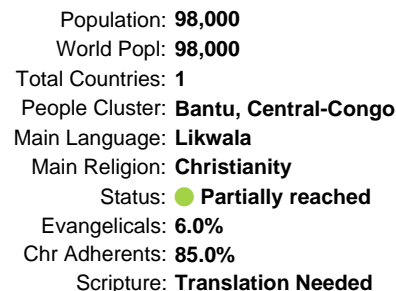 Population: 98,000
World Popl: 98,000
Total Countries: 1
People Cluster: Bantu, Central-Congo
Main Language: Likwala
Main Religion: Christianity
Status: Partially reached
Evangelicals: 6.0%
Chr Adherents: 85.0%
Scripture: Translation Needed